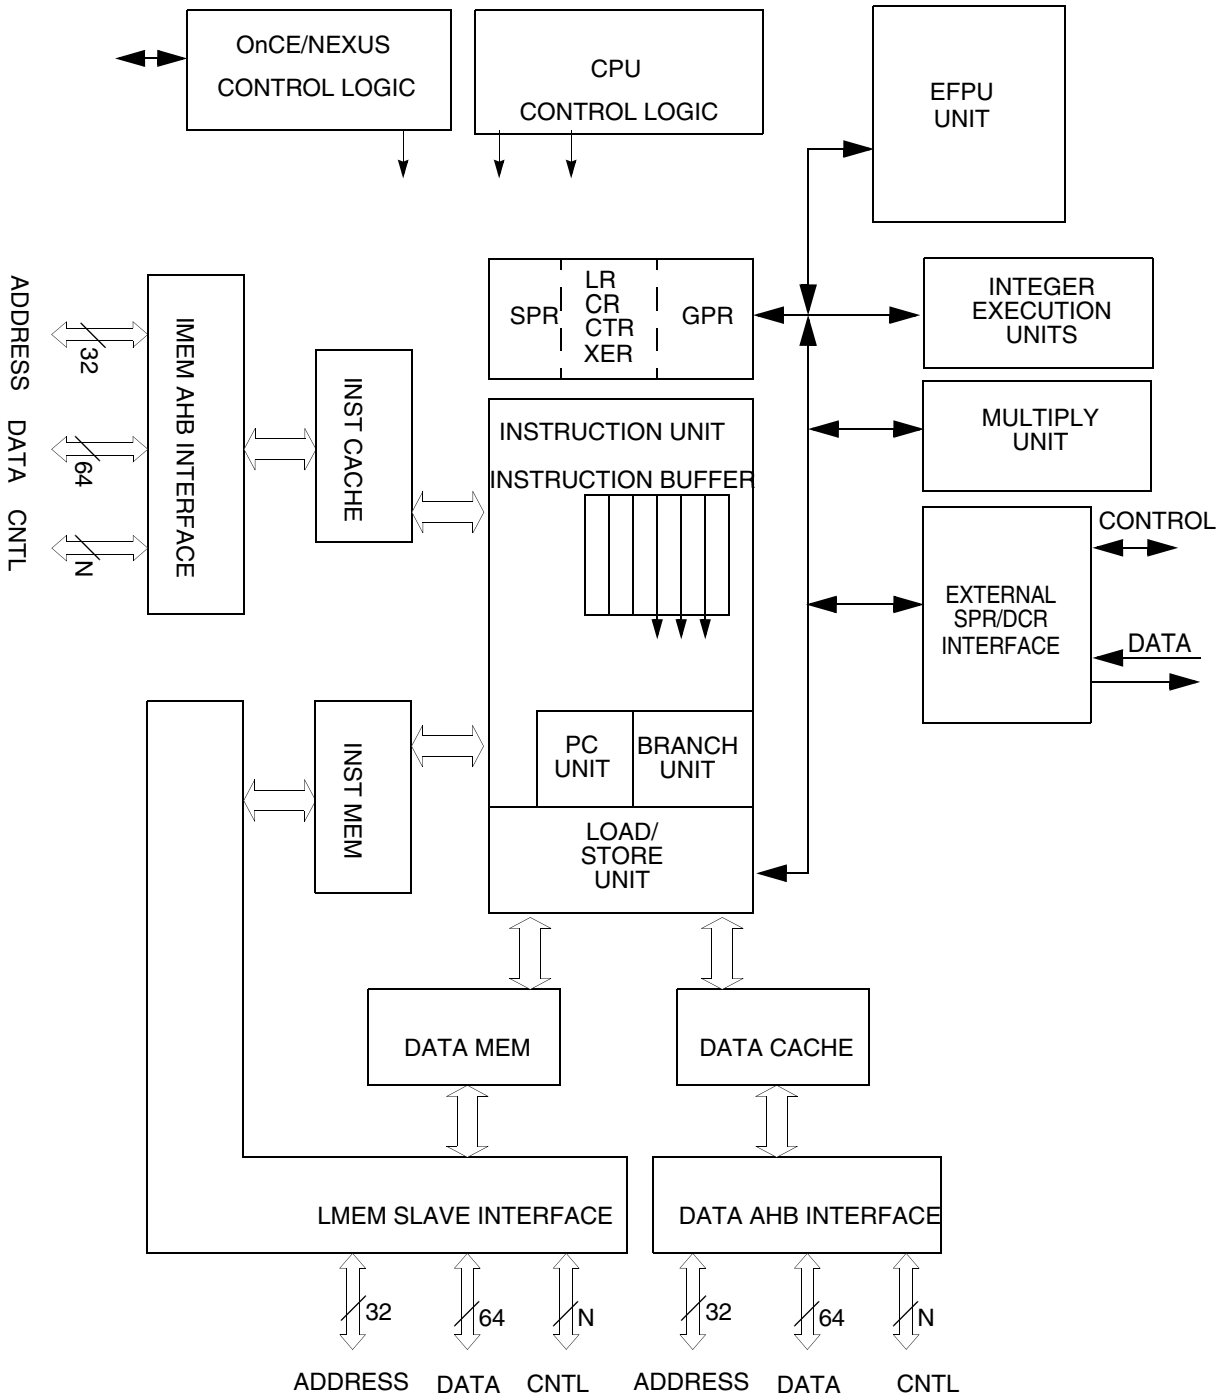 OnCE/NEXUS
CONTROL LOGIC
CPU
CONTROL LOGIC
EFPU
UNIT
SPR
LR
CR
CTR
XER
GPR
INTEGER
EXECUTION
UNITS
ADDRESS
32
DATA
64
CNTL
N
IMEM AHB INTERFACE
INST CACHE
INSTRUCTION UNIT
INSTRUCTION BUFFER
MULTIPLY
UNIT
CONTROL
EXTERNAL
SPR/DCR
INTERFACE
DATA
INST MEM
PC
UNIT
BRANCH
UNIT
LOAD/
STORE
UNIT
DATA MEM
DATA CACHE
LMEM SLAVE INTERFACE
DATA AHB INTERFACE
32
64
N
32
64
N
ADDRESS
DATA
CNTL
ADDRESS
DATA
CNTL